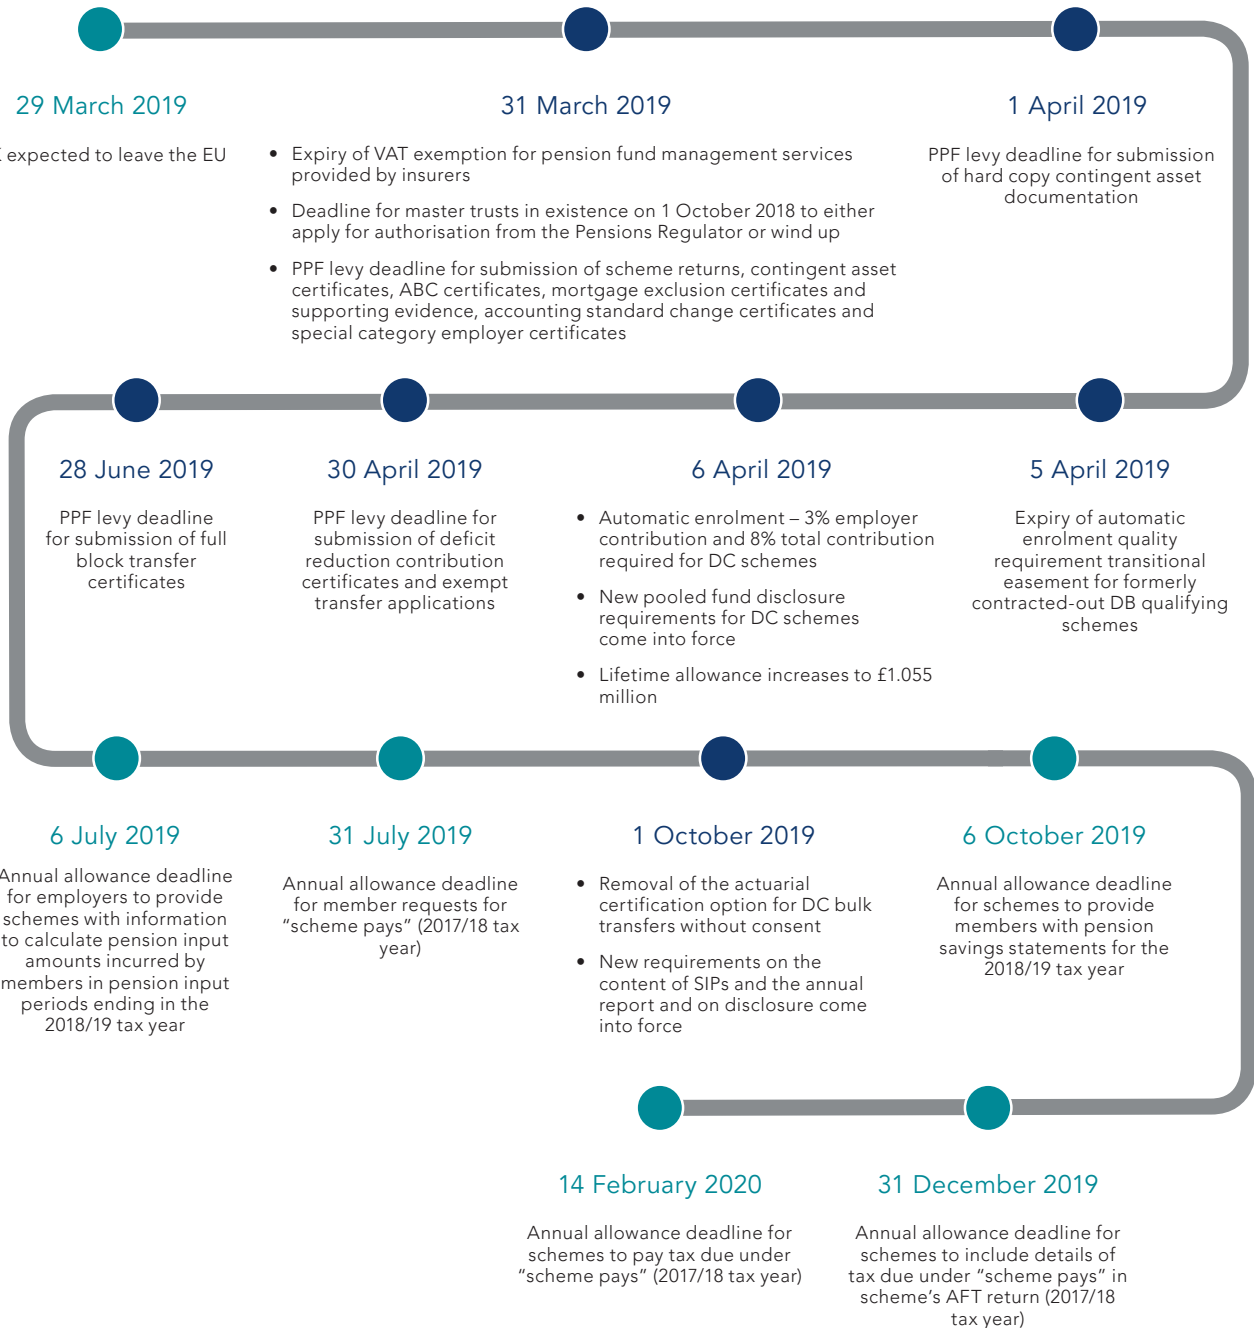 29 March 2019
expected to leave the EU
31 March 2019
• Expiry of VAT exemption for pension fund management services
provided by insurers
• Deadline for master trusts in existence on 1 October 2018 to either
apply for authorisation from the Pensions Regulator or wind up
• PPF levy deadline for submission of scheme returns, contingent asset
certificates, ABC certificates, mortgage exclusion certificates and
supporting evidence, accounting standard change certificates and
special category employer certificates
1 April 2019
PPF levy deadline for submission
of hard copy contingent asset
documentation
28 June 2019
PPF levy deadline
for submission of full
block transfer
certificates
30 April 2019
PPF levy deadline for
submission of deficit
reduction contribution
certificates and exempt
transfer applications
6 April 2019
• Automatic enrolment – 3% employer
contribution and 8% total contribution
required for DC schemes
• New pooled fund disclosure
requirements for DC schemes
come into force
• Lifetime allowance increases to £1.055
million
5 April 2019
Expiry of automatic
enrolment quality
requirement transitional
easement for formerly
contracted-out DB qualifying
schemes
6 July 2019
Annual allowance deadline
for employers to provide
schemes with information
to calculate pension input
amounts incurred by
members in pension input
periods ending in the
2018/19 tax year
31 July 2019
Annual allowance deadline
for member requests for
“scheme pays” (2017/18 tax
year)
1 October 2019
• Removal of the actuarial
certification option for DC bulk
transfers without consent
• New requirements on the
content of SIPs and the annual
report and on disclosure come
into force
6 October 2019
Annual allowance deadline
for schemes to provide
members with pension
savings statements for the
2018/19 tax year
14 February 2020
Annual allowance deadline for
schemes to pay tax due under
“scheme pays” (2017/18 tax year)
31 December 2019
Annual allowance deadline for
schemes to include details of
tax due under “scheme pays” in
scheme’s AFT return (2017/18
tax year)